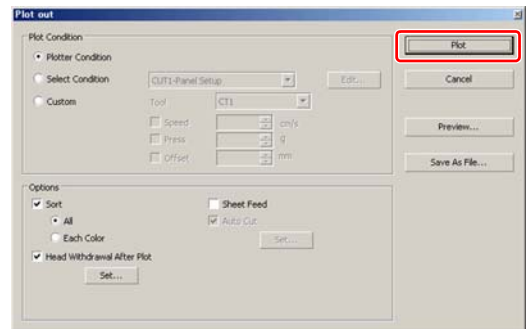 Plot out
Plot Condition
Plotter Condition
Select Condition CUT1-Panel Setup Edit...
Custom Tool CT1
Speed cm/s
Press g
Offset mm
Plot
Cancel
Preview...
Save As File...
Options
Sort Sheet Feed
All Auto Cut
Each Color Set...
Head Withdrawal After Plot
Set...